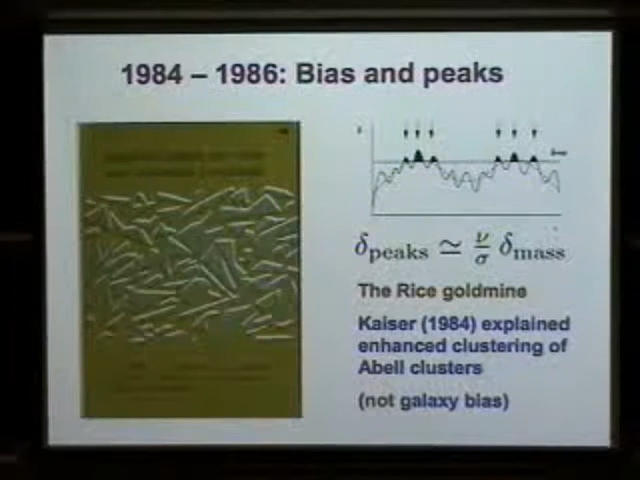 1984 – 1986: Bias and peaks
δpeaks ≃ ν/σ δmass
The Rice goldmine
Kaiser (1984) explained
enhanced clustering of
Abell clusters
(not galaxy bias)